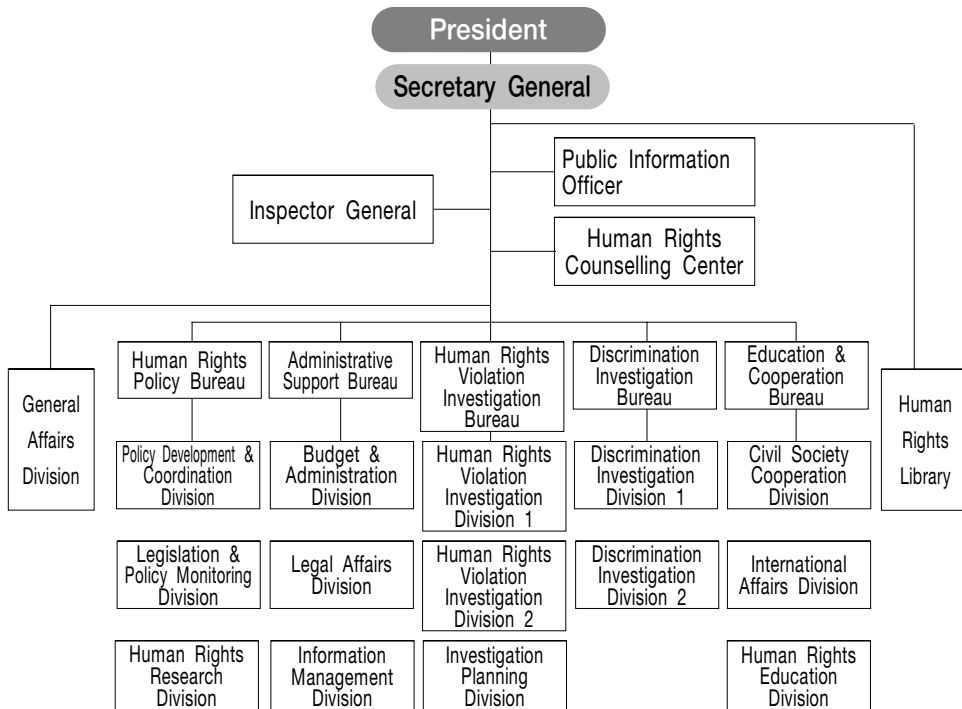 President
Secretary General
Public Information
Officer
Inspector General
Human Rights
Counselling Center
General
Affairs
Division
Human Rights
Policy Bureau
Administrative
Support Bureau
Human Rights
Violation
Investigation
Bureau
Discrimination
Investigation
Bureau
Education &
Cooperation
Bureau
Human
Rights
Library
Policy Development &
Coordination
Division
Budget &
Administration
Division
Human Rights
Violation
Investigation
Division 1
Discrimination
Investigation
Division 1
Civil Society
Cooperation
Division
Legislation &
Policy Monitoring
Division
Legal Affairs
Division
Human Rights
Violation
Investigation
Division 2
Discrimination
Investigation
Division 2
International
Affairs Division
Human Rights
Research
Division
Information
Management
Division
Investigation
Planning
Division
Human Rights
Education
Division